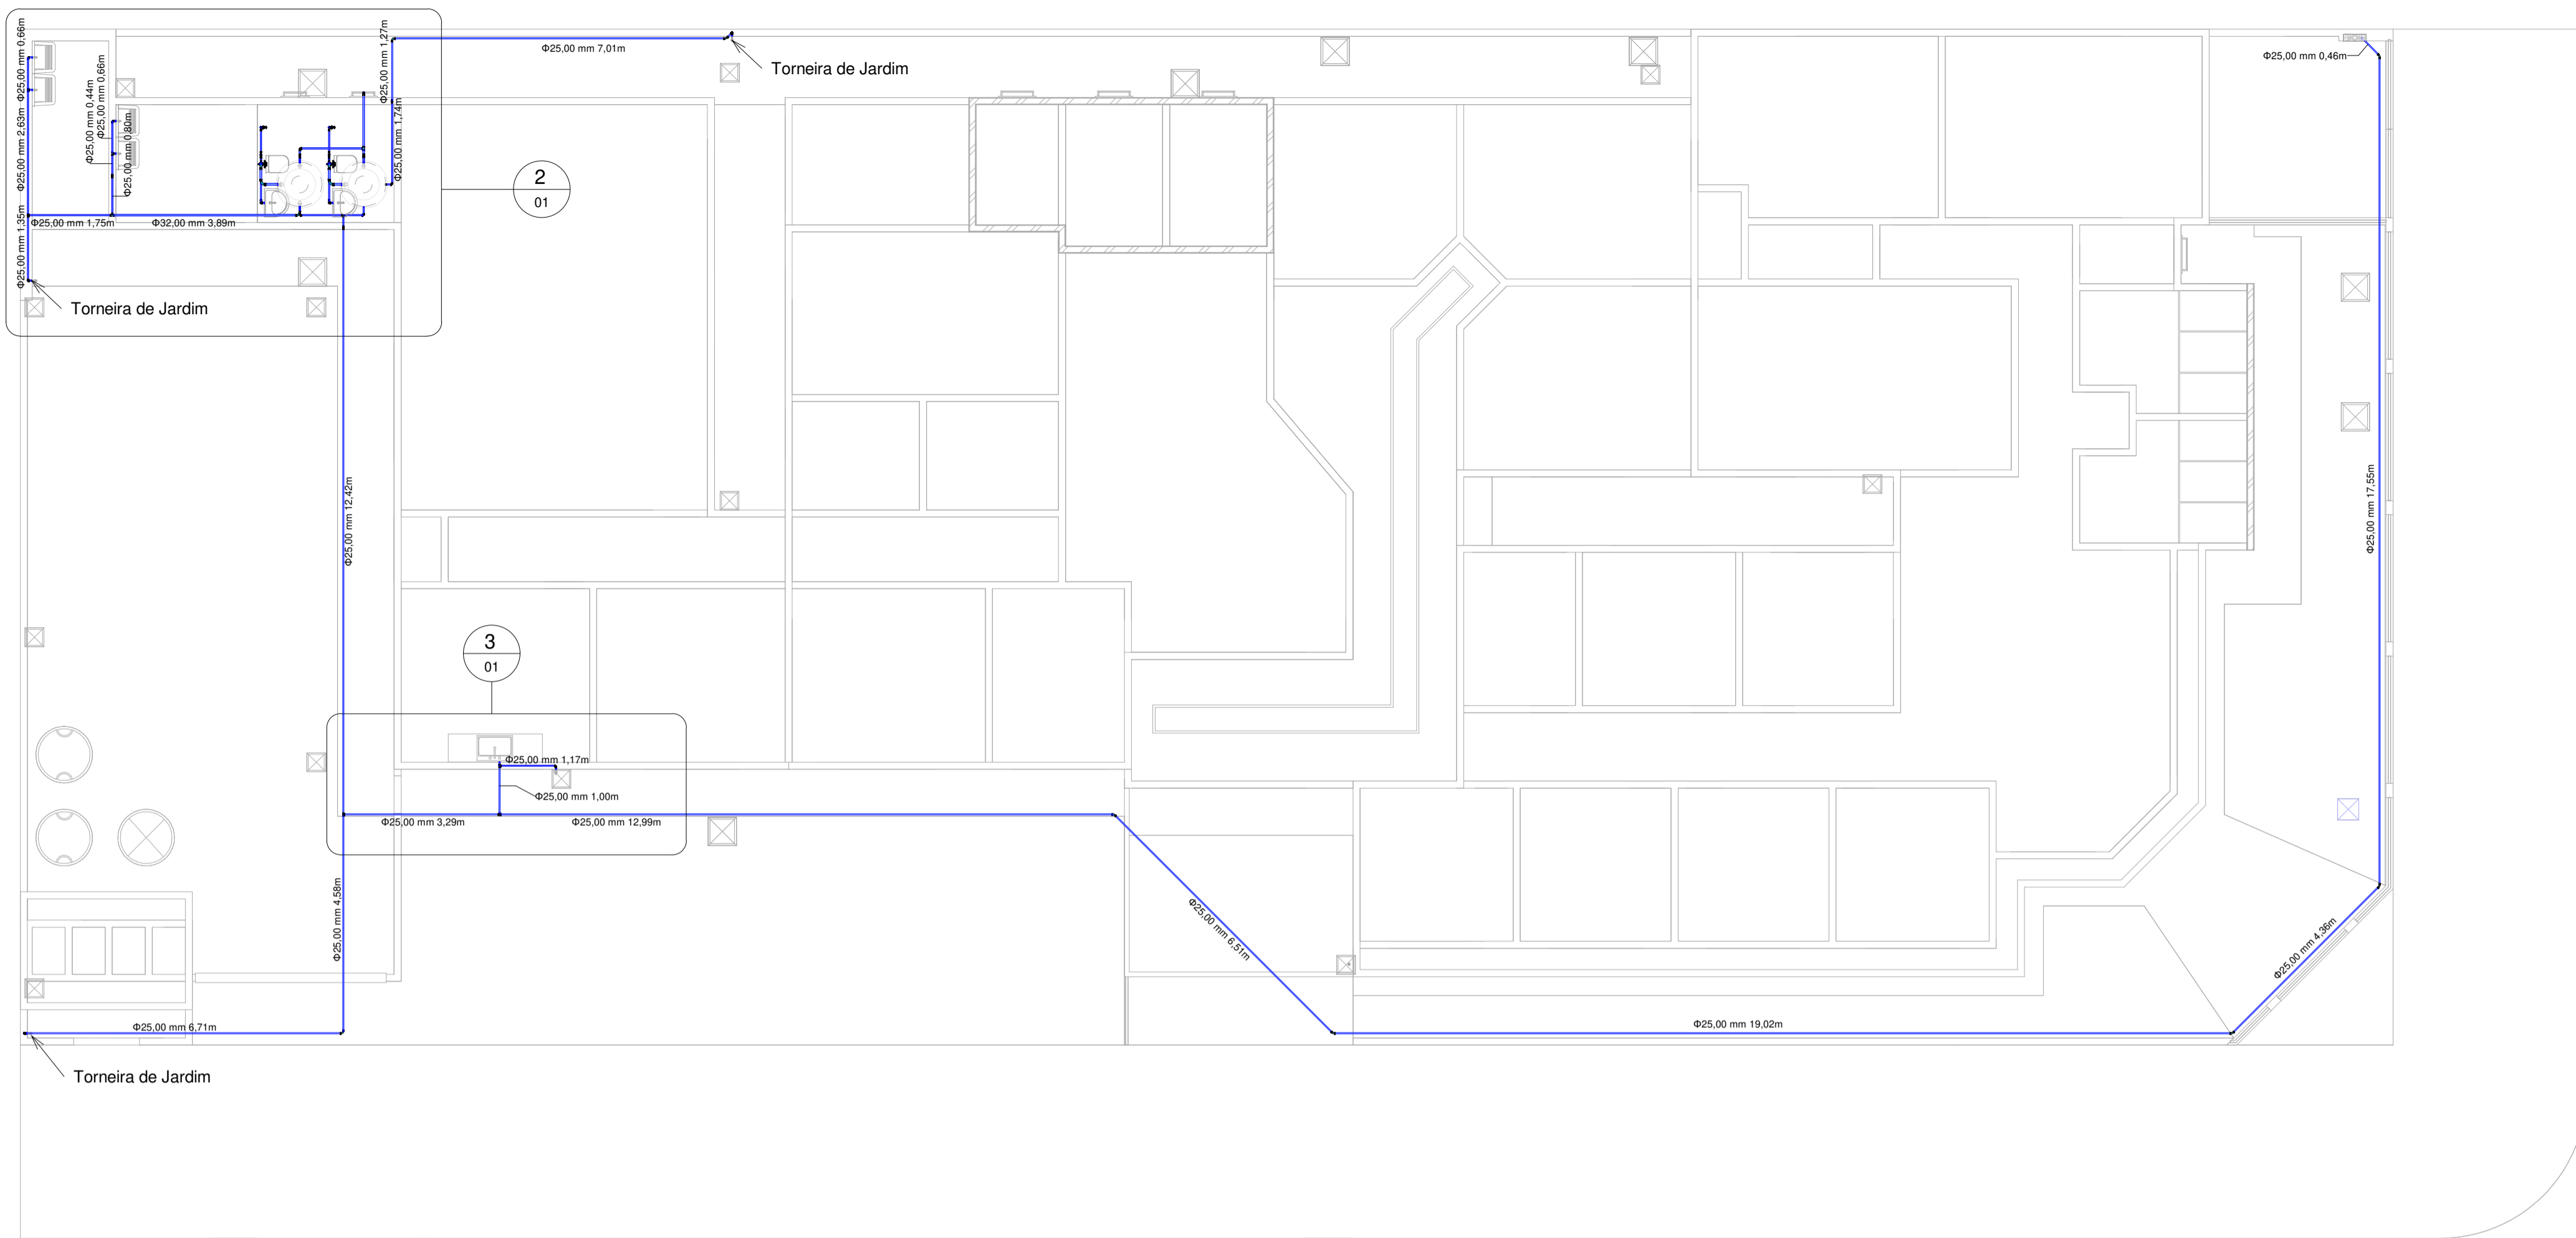 Φ25,00 mm 0,66m
Φ25,00 mm 2,63m
Φ25,00 mm 1,35m
Φ25,00 mm 0,44m
Φ25,00 mm 0,66m
Φ25,00 mm 0,80m
Φ25,00 mm 1,75m
Φ32,00 mm 3,89m
Φ25,00 mm 1,27m
Φ25,00 mm 1,74m
Φ25,00 mm 7,01m
Torneira de Jardim
Φ25,00 mm 0,46m
2
01
Torneira de Jardim
Φ25,00 mm 12,42m
Φ25,00 mm 17,55m
3
01
Φ25,00 mm 1,17m
Φ25,00 mm 1,00m
Φ25,00 mm 3,29m
Φ25,00 mm 12,99m
Φ25,00 mm 4,58m
Φ25,00 mm 6,51m
Φ25,00 mm 4,36m
Φ25,00 mm 6,71m
Φ25,00 mm 19,02m
Torneira de Jardim